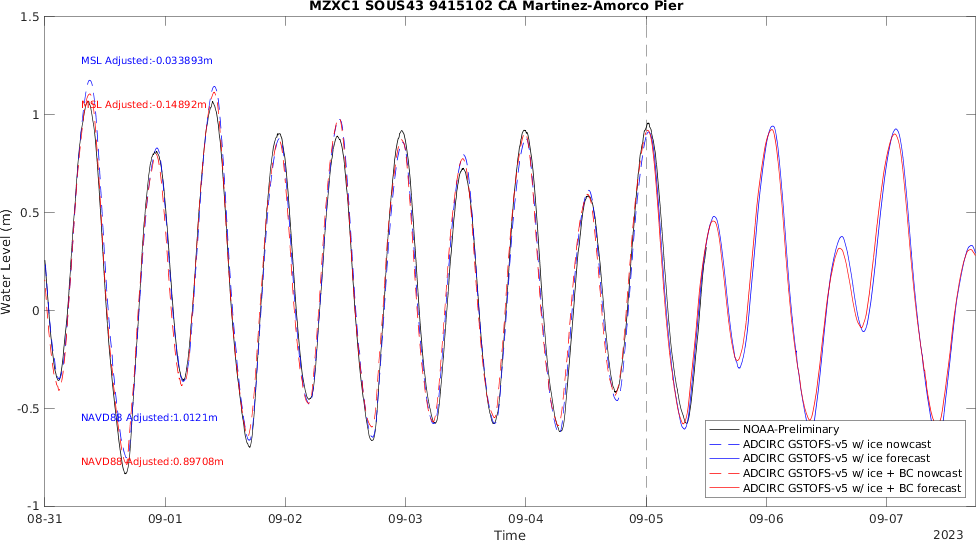 MZXC1 SOUS43 9415102 CA Martinez-Amorco Pier
1.5
1
0.5
0
-0.5
-1
Water Level (m)
MSL Adjusted:-0.033893m
MSL Adjusted:-0.14892m
NAVD88 Adjusted:1.0121m
NAVD88 Adjusted:0.89708m
NOAA-Preliminary
ADCIRC GSTOFS-v5 w/ ice nowcast
ADCIRC GSTOFS-v5 w/ ice forecast
ADCIRC GSTOFS-v5 w/ ice + BC nowcast
ADCIRC GSTOFS-v5 w/ ice + BC forecast
08-31 09-01 09-02 09-03 09-04 09-05 09-06 09-07
Time
2023